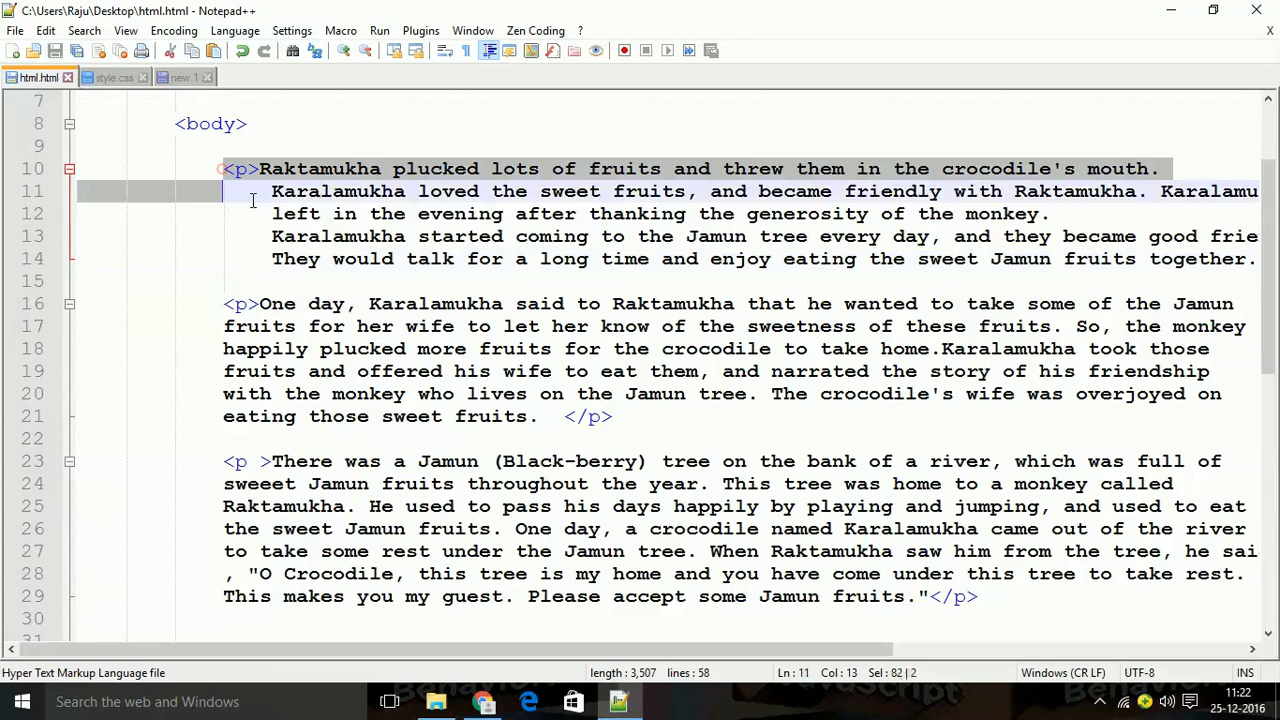 C:\Users\Raju\Desktop\html.html - Notepad++
File Edit Search View Encoding Language Settings Macro Run Plugins Window Zen Coding ? X
html.html style.css new 1
7
8 <body>
9
10 <p>Raktamukha plucked lots of fruits and threw them in the crocodile's mouth.
11 Karalamukha loved the sweet fruits, and became friendly with Raktamukha. Karalamu
12 left in the evening after thanking the generosity of the monkey.
13 Karalamukha started coming to the Jamun tree every day, and they became good frie
14 They would talk for a long time and enjoy eating the sweet Jamun fruits together.
15
16 <p>One day, Karalamukha said to Raktamukha that he wanted to take some of the Jamun
17 fruits for her wife to let her know of the sweetness of these fruits. So, the monkey
18 happily plucked more fruits for the crocodile to take home.Karalamukha took those
19 fruits and offered his wife to eat them, and narrated the story of his friendship
20 with the monkey who lives on the Jamun tree. The crocodile's wife was overjoyed on
21 eating those sweet fruits. </p>
22
23 <p >There was a Jamun (Black-berry) tree on the bank of a river, which was full of
24 sweeet Jamun fruits throughout the year. This tree was home to a monkey called
25 Raktamukha. He used to pass his days happily by playing and jumping, and used to eat
26 the sweet Jamun fruits. One day, a crocodile named Karalamukha came out of the river
27 to take some rest under the Jamun tree. When Raktamukha saw him from the tree, he sai
28 , "O Crocodile, this tree is my home and you have come under this tree to take rest.
29 This makes you my guest. Please accept some Jamun fruits."</p>
30
31
Hyper Text Markup Language file length : 3,507 lines : 58 Ln : 11 Col : 13 Sel : 82 | 2 Windows (CR LF) UTF-8 INS
Search the web and Windows 11:22
25-12-2016